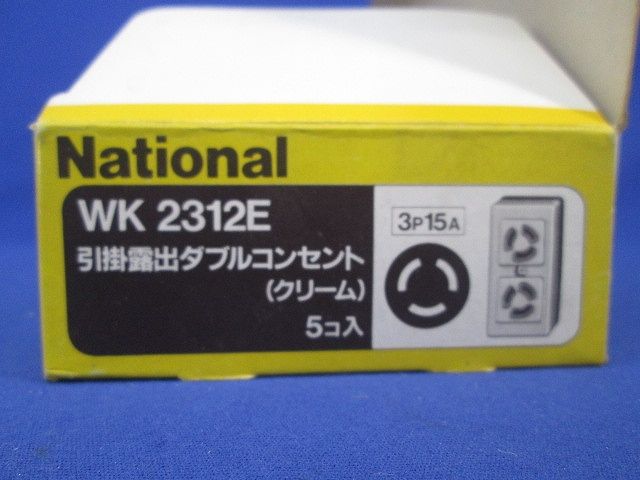 National
WK 2312E
引掛露出ダブルコンセント
(クリーム)
5コ入
3P15A